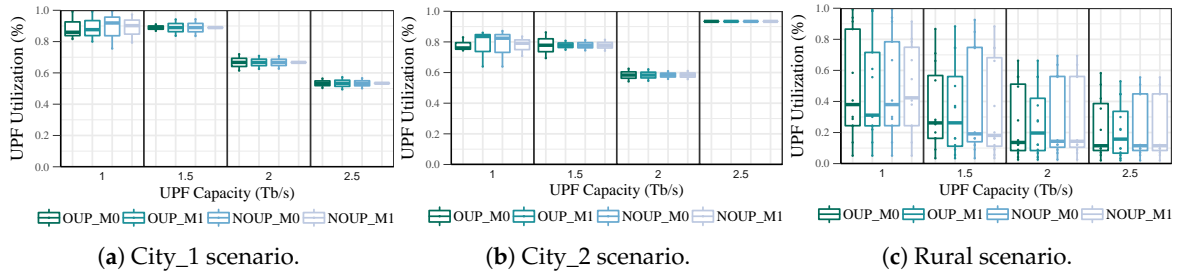 UPF Utilization (%)
1.0
0.8
0.6
0.4
0.2
0.0
1 1.5 2 2.5
UPF Capacity (Tb/s)
OUP_M0 OUP_M1 NOUP_M0 NOUP_M1
(a) City_1 scenario.
UPF Utilization (%)
1.0
0.8
0.6
0.4
0.2
0.0
1 1.5 2 2.5
UPF Capacity (Tb/s)
OUP_M0 OUP_M1 NOUP_M0 NOUP_M1
(b) City_2 scenario.
UPF Utilization (%)
1.0
0.8
0.6
0.4
0.2
0.0
1 1.5 2 2.5
UPF Capacity (Tb/s)
OUP_M0 OUP_M1 NOUP_M0 NOUP_M1
(c) Rural scenario.